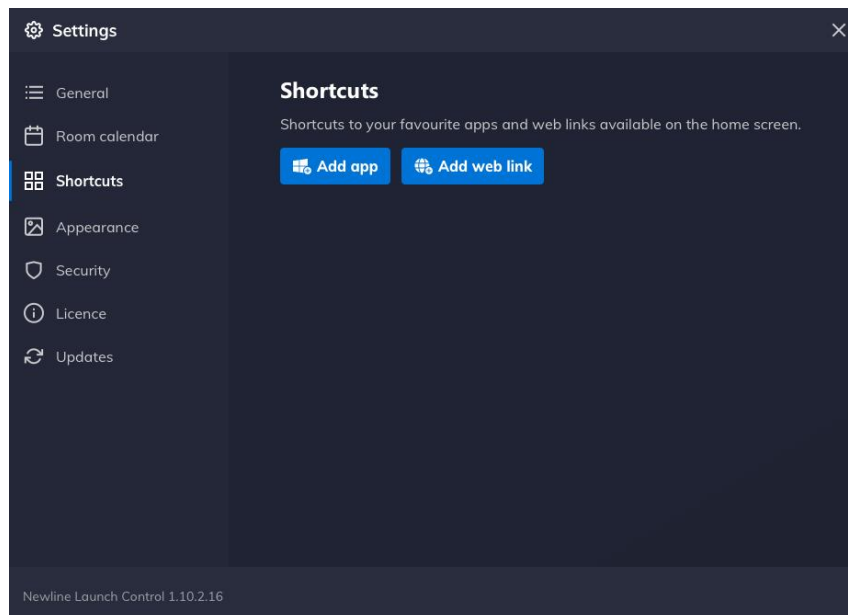 Settings
General
Room calendar
Shortcuts
Appearance
Security
Licence
Updates
Shortcuts
Shortcuts to your favourite apps and web links available on the home screen.
Add app
Add web link
Newline Launch Control 1.10.2.16